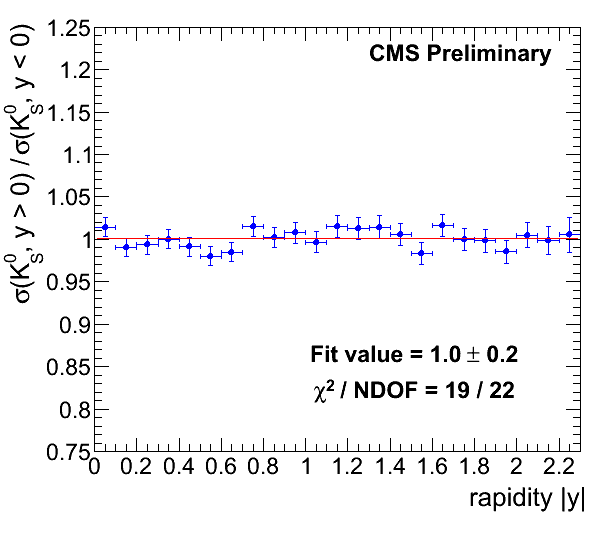 CMS Preliminary
σ(K⁰_S, y > 0) / σ(K⁰_S, y < 0)
1.25
1.2
1.15
1.1
1.05
1
0.95
0.9
0.85
0.8
0.75
Fit value = 1.0 ± 0.2
χ² / NDOF = 19 / 22
0 0.2 0.4 0.6 0.8 1 1.2 1.4 1.6 1.8 2 2.2
rapidity |y|